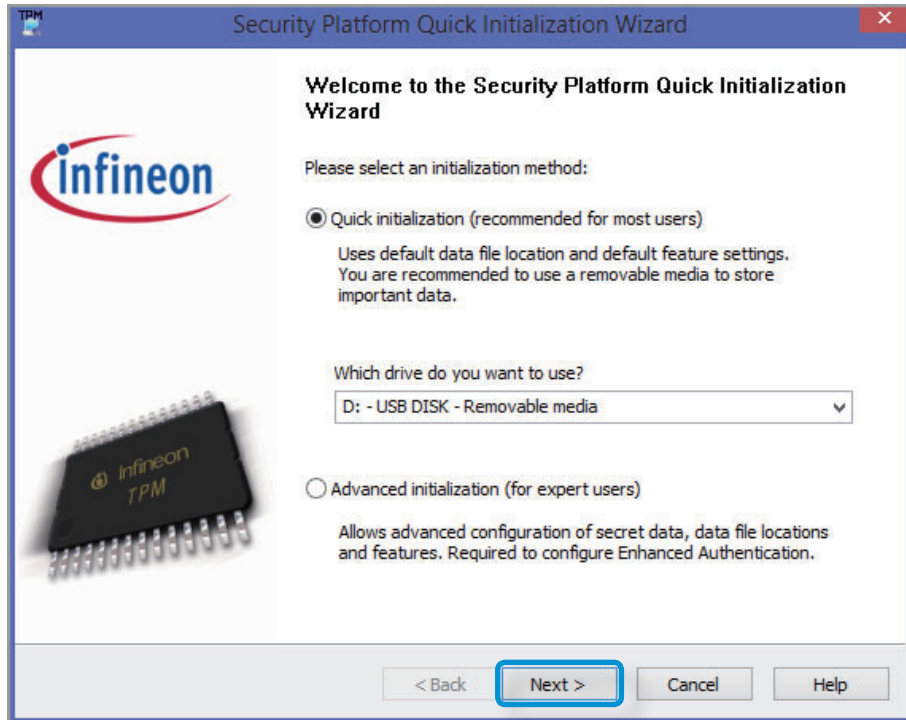 TPM
Security Platform Quick Initialization Wizard
×
Welcome to the Security Platform Quick Initialization
Wizard
infineon
Please select an initialization method:
Quick initialization (recommended for most users)
Uses default data file location and default feature settings.
You are recommended to use a removable media to store
important data.
Which drive do you want to use?
D: - USB DISK - Removable media
Infineon
TPM
Advanced initialization (for expert users)
Allows advanced configuration of secret data, data file locations
and features. Required to configure Enhanced Authentication.
< Back
Next >
Cancel
Help